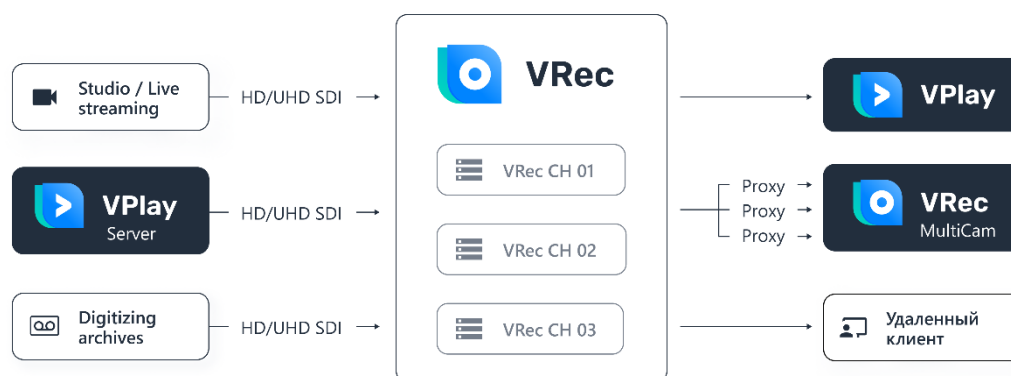 Studio / Live
streaming
HD/UHD SDI
VPlay
Server
HD/UHD SDI
Digitizing
archives
HD/UHD SDI
VRec
VRec CH 01
VRec CH 02
VRec CH 03
VPlay
Proxy
Proxy
Proxy
VRec
MultiCam
Удаленный
клиент